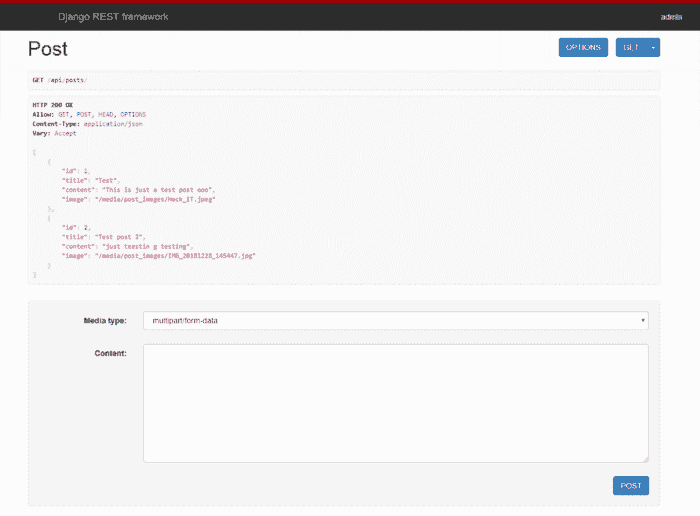 Django REST framework
admin
Post
OPTIONS
GET
GET /api/posts/
HTTP 200 OK
Allow: GET, POST, HEAD, OPTIONS
Content-Type: application/json
Vary: Accept
[
{
"id": 1,
"title": "Test",
"content": "This is just a test post ooo",
"image": "/media/post_images/Mock_IT.jpeg"
},
{
"id": 2,
"title": "Test post 2",
"content": "just teestin g testing",
"image": "/media/post_images/IMG_20181228_145447.jpg"
}
]
Media type:
multipart/form-data
Content:
POST